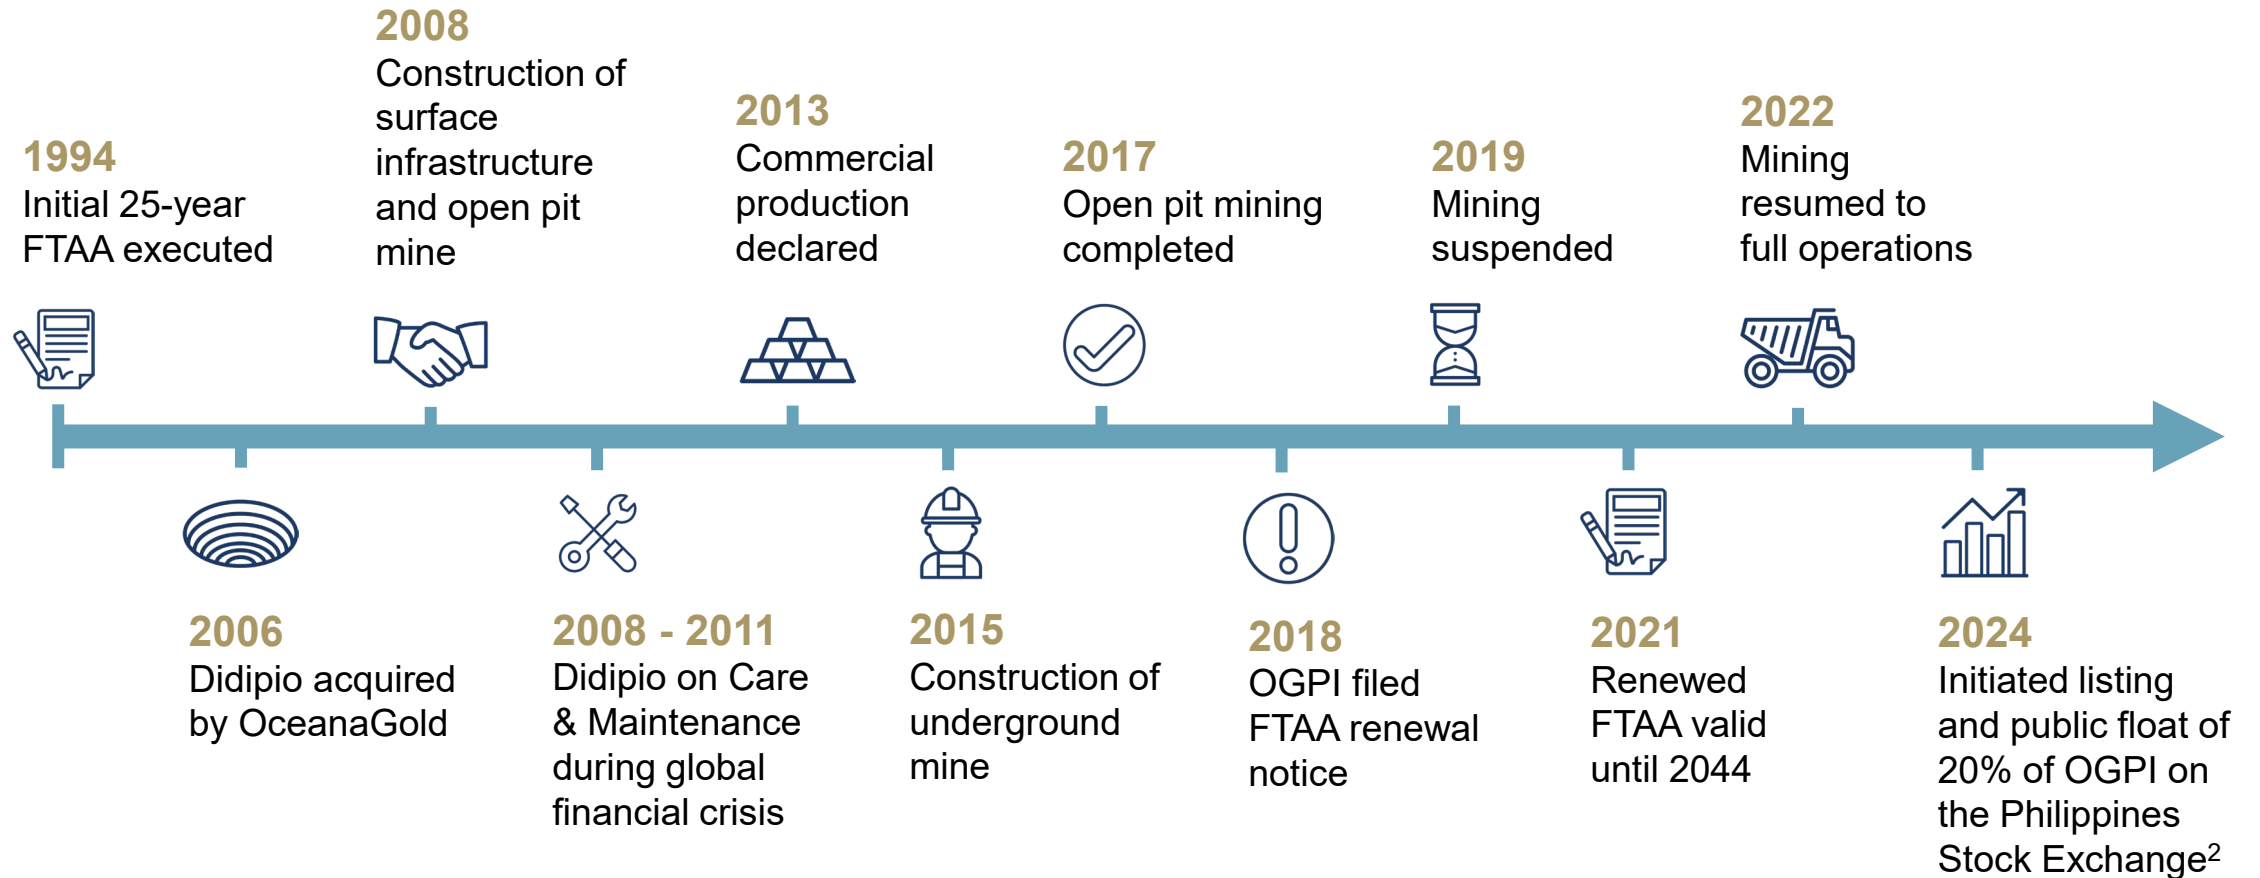 1994
Initial 25-year
FTAA executed
2006
Didipio acquired
by OceanaGold
2008
Construction of
surface
infrastructure
and open pit
mine
2008 - 2011
Didipio on Care
& Maintenance
during global
financial crisis
2013
Commercial
production
declared
2015
Construction of
underground
mine
2017
Open pit mining
completed
2018
OGPI filed
FTAA renewal
notice
2019
Mining
suspended
2021
Renewed
FTAA valid
until 2044
2022
Mining
resumed to
full operations
2024
Initiated listing
and public float of
20% of OGPI on
the Philippines
Stock Exchange²